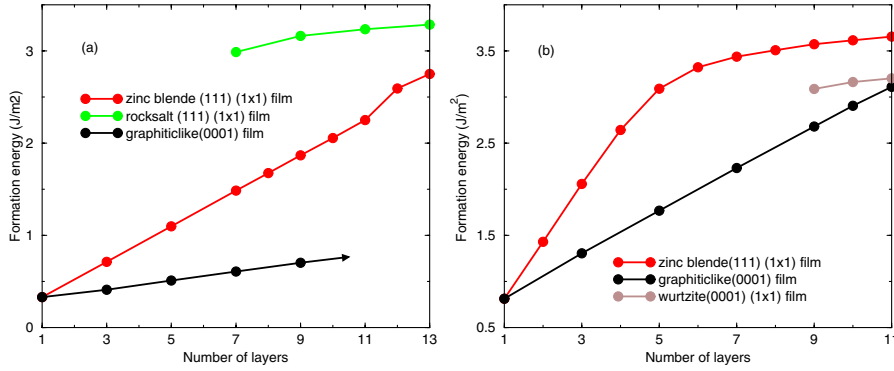 (a)
Formation energy (J/m2)
3
2
1
0
zinc blende (111) (1x1) film
rocksalt (111) (1x1) film
graphiticlike(0001) film
1 3 5 7 9 11 13
Number of layers
(b)
Formation energy (J/m²)
3.5
2.5
1.5
0.5
zinc blende(111) (1x1) film
graphiticlike(0001) film
wurtzite(0001) (1x1) film
1 3 5 7 9 11
Number of layers